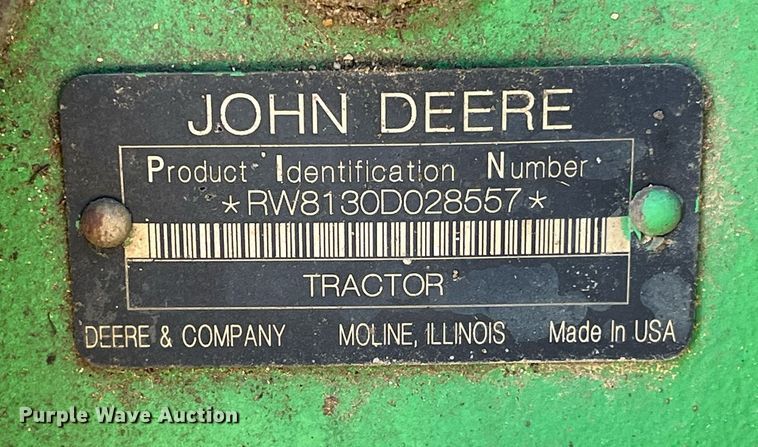 JOHN DEERE
Product Identification Number
*RW8130D028557*
TRACTOR
DEERE & COMPANY MOLINE, ILLINOIS Made In USA
Purple Wave Auction